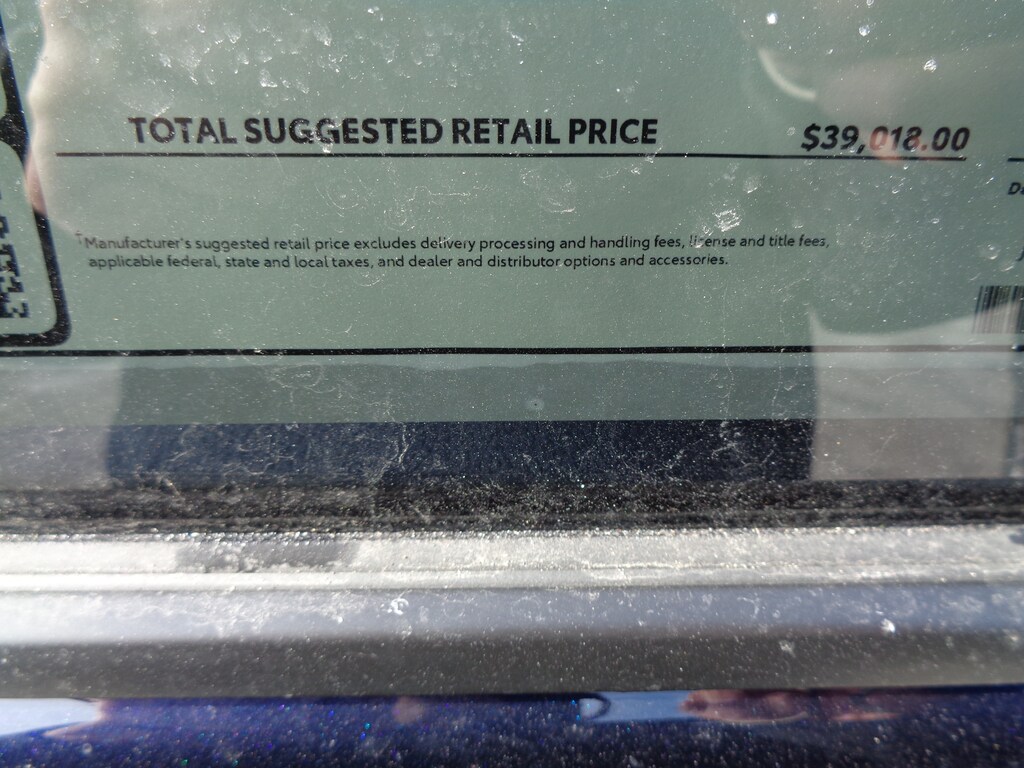 TOTAL SUGGESTED RETAIL PRICE $39,018.00
†Manufacturer's suggested retail price excludes delivery processing and handling fees, license and title fees,
applicable federal, state and local taxes, and dealer and distributor options and accessories.